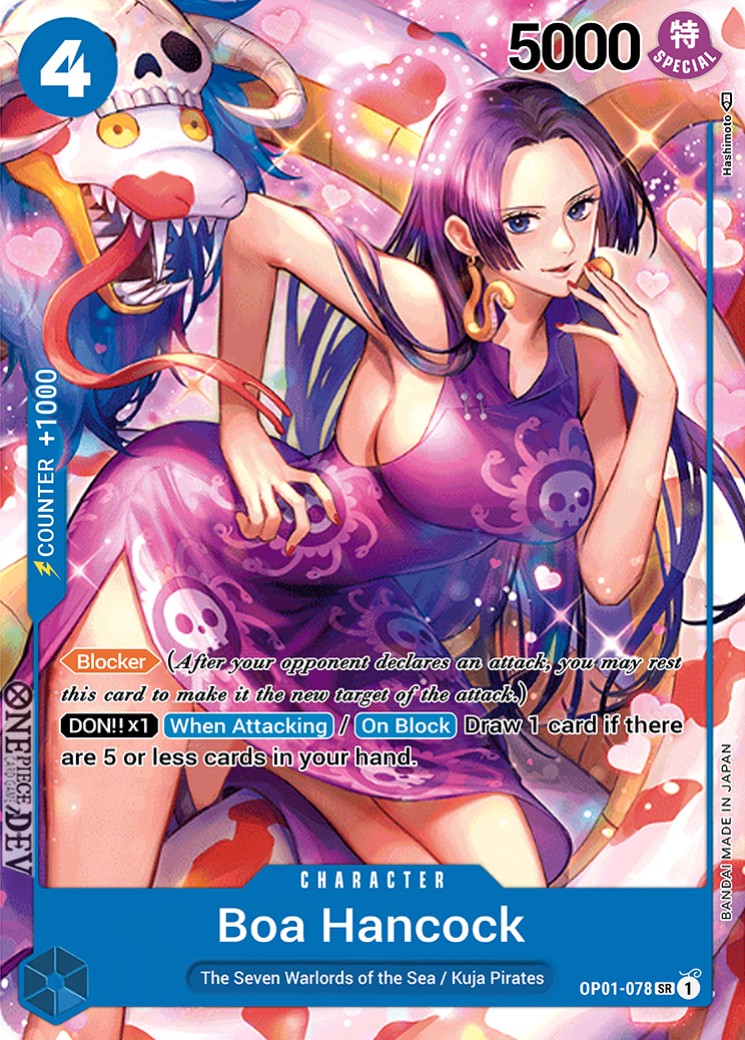 4
5000
特
SPECIAL
Hashimoto
COUNTER +1000
Blocker (After your opponent declares an attack, you may rest
this card to make it the new target of the attack.)
DON!! x1 When Attacking / On Block Draw 1 card if there
are 5 or less cards in your hand.
ONE PIECE
CARD GAME
DEV
BANDAI MADE IN JAPAN
CHARACTER
Boa Hancock
The Seven Warlords of the Sea / Kuja Pirates
OP01-078 SR 1